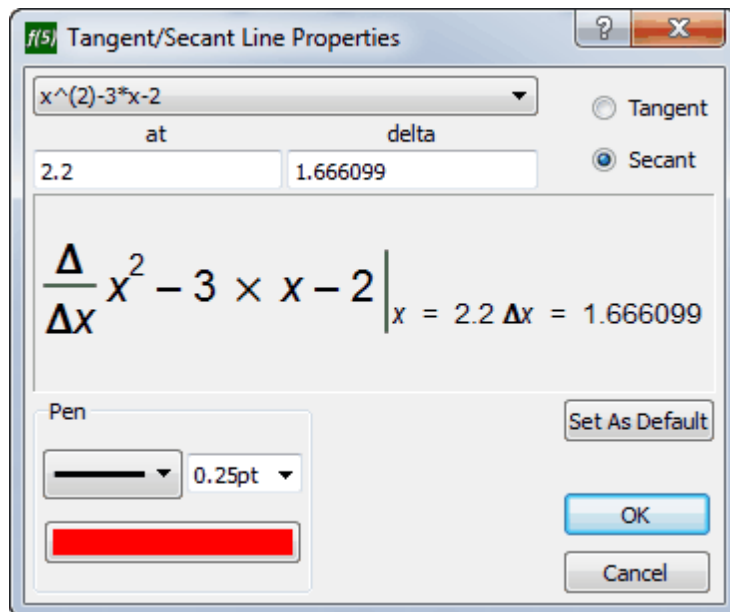 f(5) Tangent/Secant Line Properties
?
x^(2)-3*x-2
Tangent
at delta
Secant
2.2 1.666099
Δ/Δx x² – 3 × x – 2 | x = 2.2 Δx = 1.666099
Pen
Set As Default
0.25pt
OK
Cancel